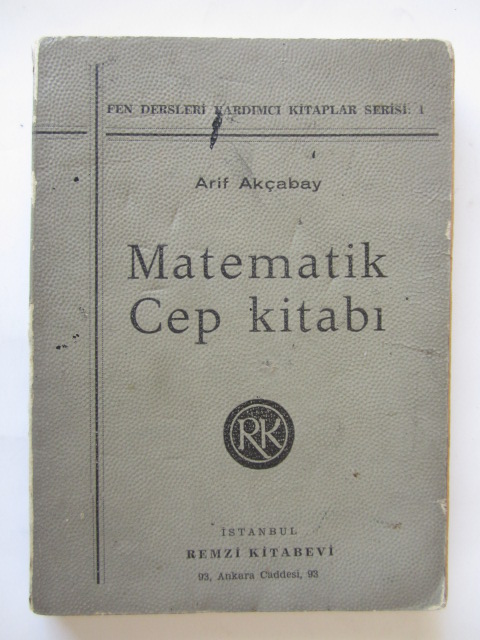 FEN DERSLERİ YARDIMCI KİTAPLAR SERİSİ: 1
Arif Akçabay
Matematik
Cep kitabı
RK
İSTANBUL
REMZİ KİTABEVİ
93, Ankara Caddesi, 93